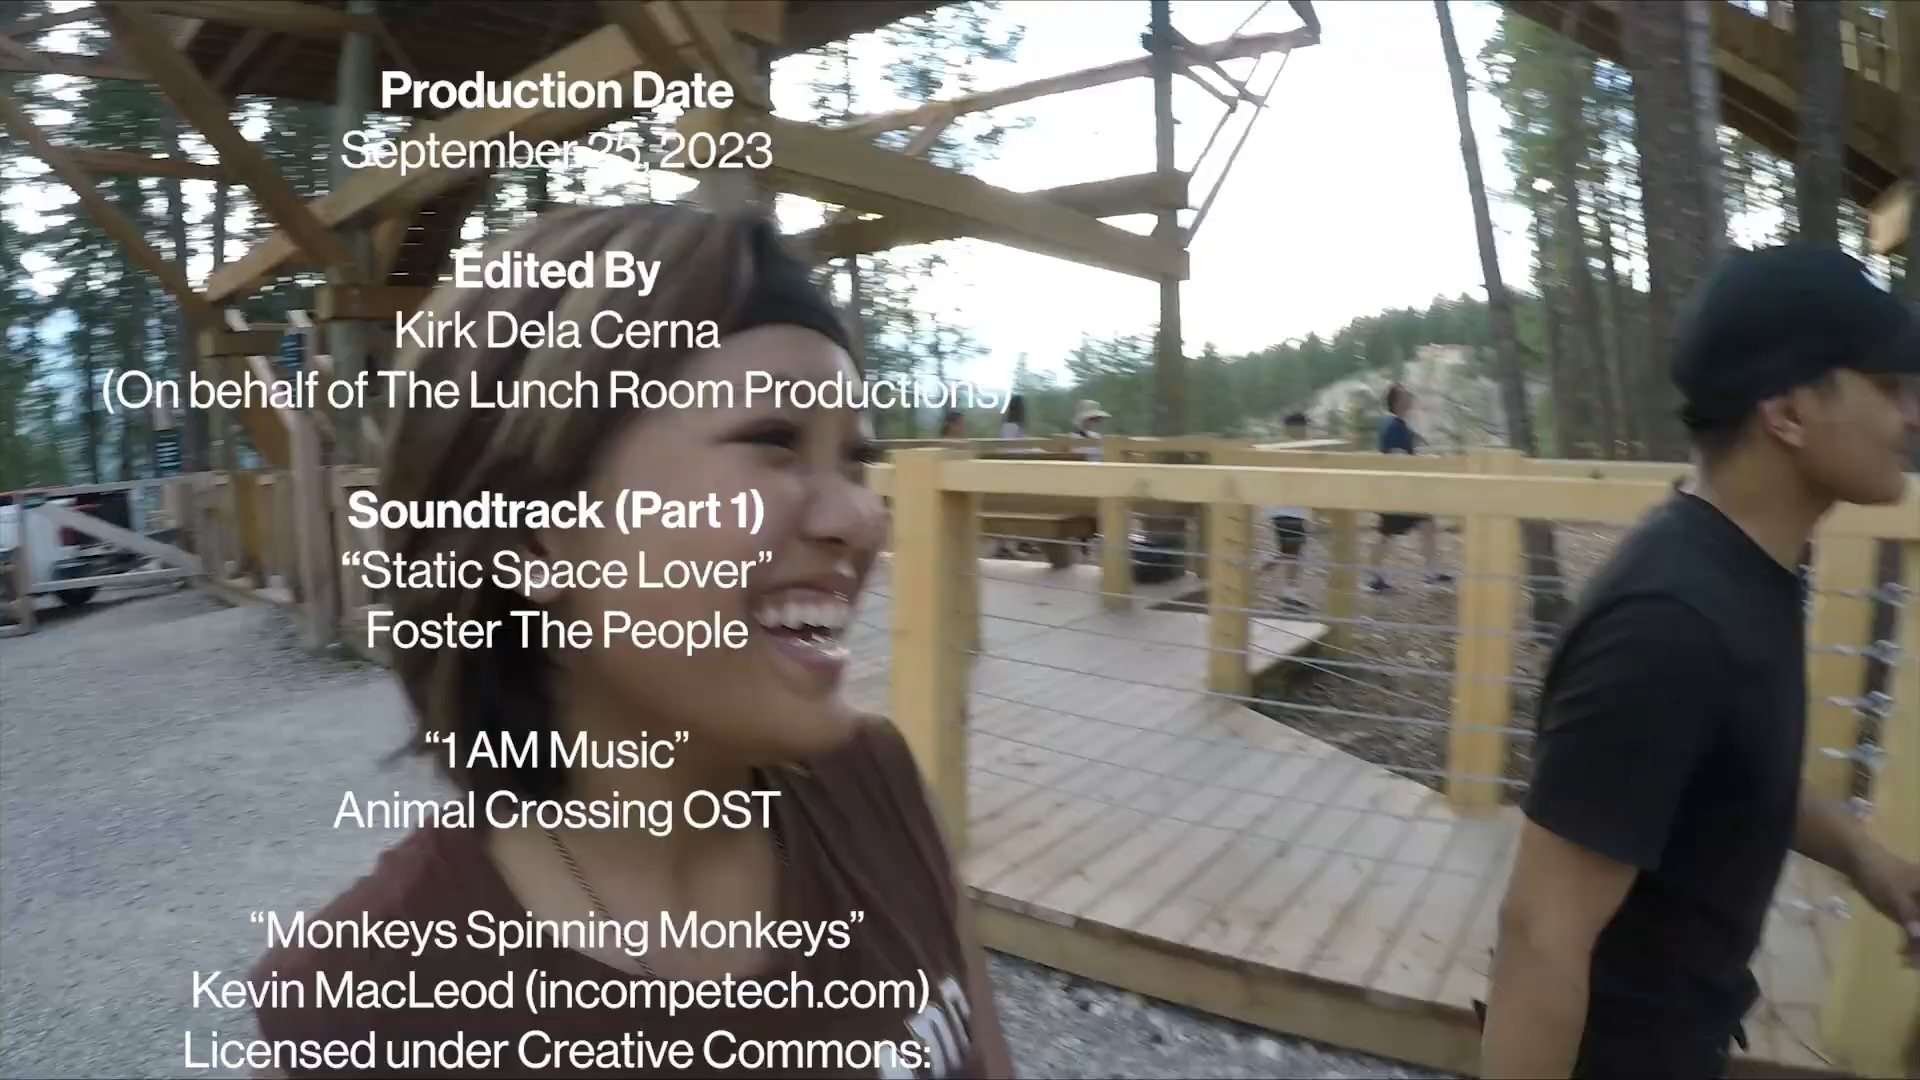 Production Date
September 25, 2023
Edited By
Kirk Dela Cerna
(On behalf of The Lunch Room Productions)
Soundtrack (Part 1)
“Static Space Lover”
Foster The People
“1 AM Music”
Animal Crossing OST
“Monkeys Spinning Monkeys”
Kevin MacLeod (incompetech.com)
Licensed under Creative Commons: